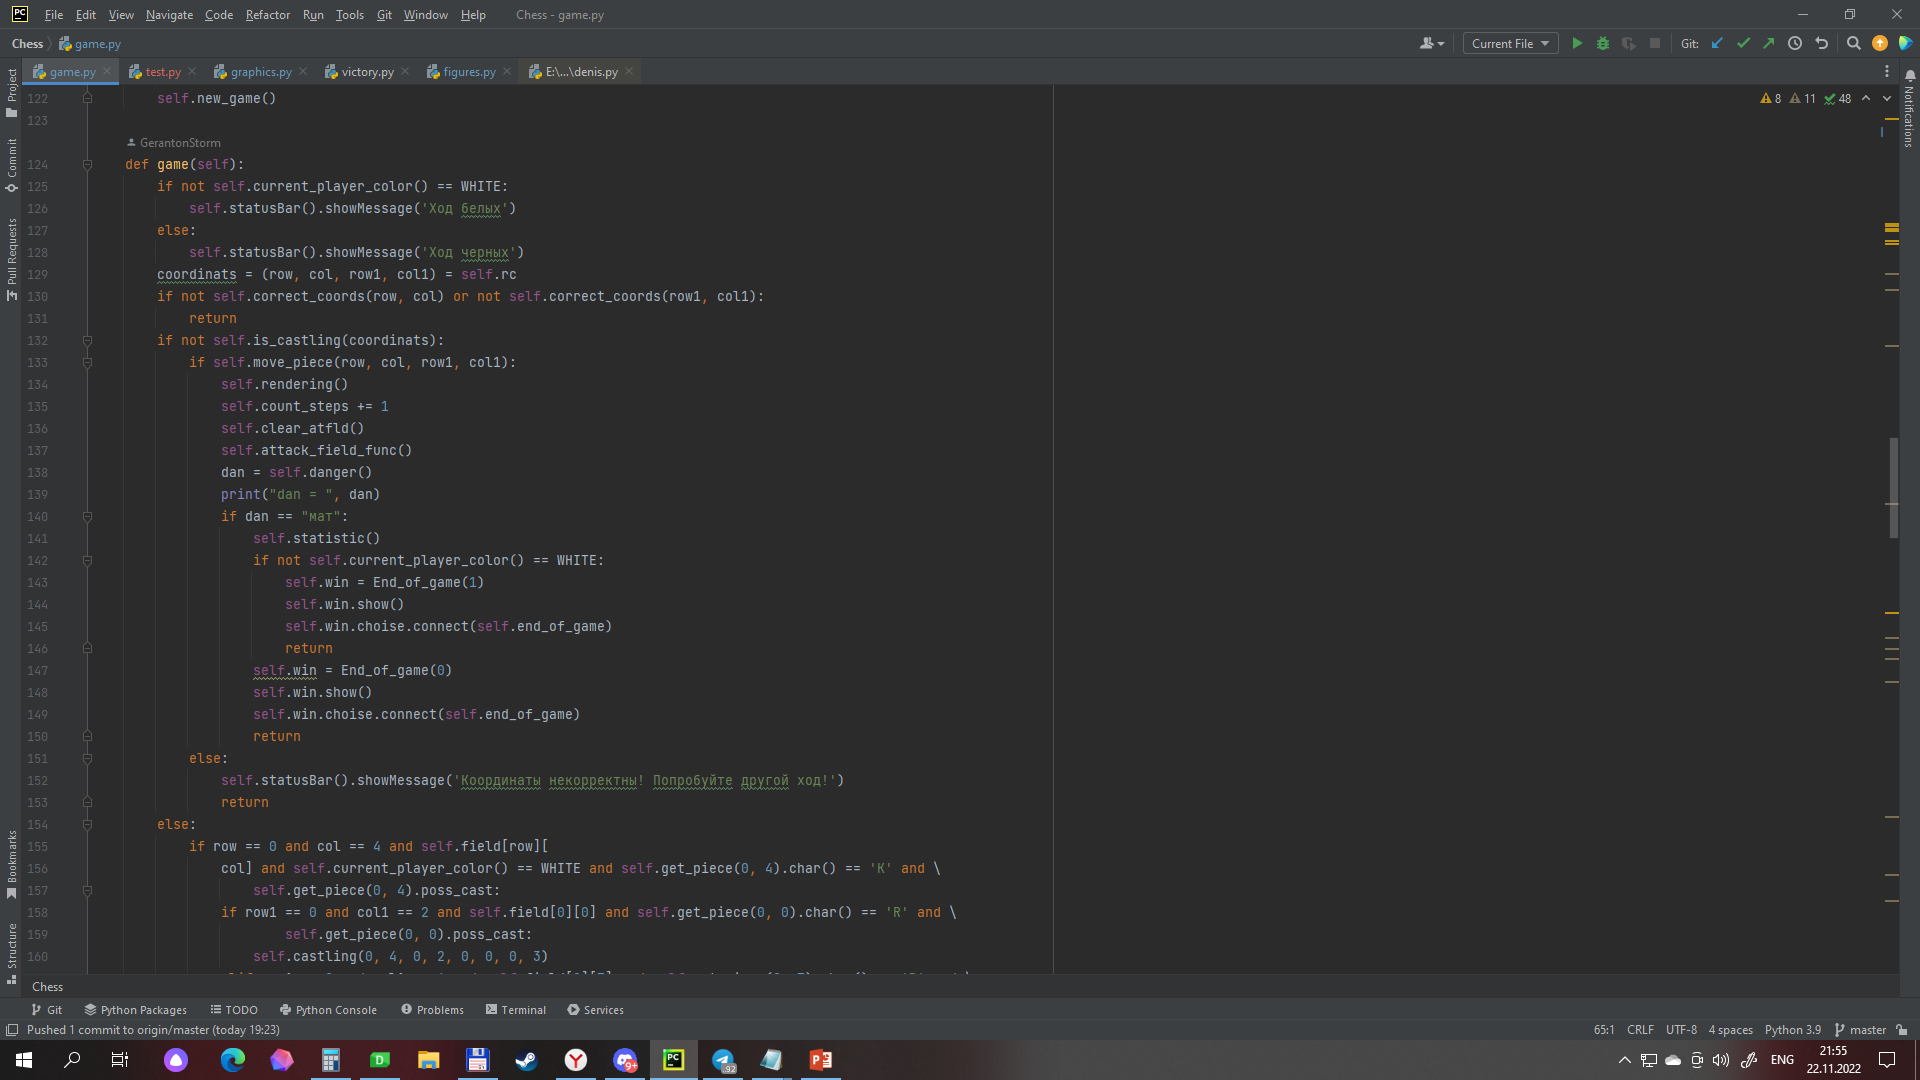 PC File Edit View Navigate Code Refactor Run Tools Git Window Help Chess - game.py
Chess game.py Current File Git:
game.py test.py graphics.py victory.py figures.py E:\...\denis.py
Project
Commit
Pull Requests
Bookmarks
Structure
Notifications
8 11 48
122 self.new_game()
123
GerantonStorm
124 def game(self):
125 if not self.current_player_color() == WHITE:
126 self.statusBar().showMessage('Ход белых')
127 else:
128 self.statusBar().showMessage('Ход черных')
129 coordinats = (row, col, row1, col1) = self.rc
130 if not self.correct_coords(row, col) or not self.correct_coords(row1, col1):
131 return
132 if not self.is_castling(coordinats):
133 if self.move_piece(row, col, row1, col1):
134 self.rendering()
135 self.count_steps += 1
136 self.clear_atfld()
137 self.attack_field_func()
138 dan = self.danger()
139 print("dan = ", dan)
140 if dan == "мат":
141 self.statistic()
142 if not self.current_player_color() == WHITE:
143 self.win = End_of_game(1)
144 self.win.show()
145 self.win.choise.connect(self.end_of_game)
146 return
147 self.win = End_of_game(0)
148 self.win.show()
149 self.win.choise.connect(self.end_of_game)
150 return
151 else:
152 self.statusBar().showMessage('Координаты некорректны! Попробуйте другой ход!')
153 return
154 else:
155 if row == 0 and col == 4 and self.field[row][
156 col] and self.current_player_color() == WHITE and self.get_piece(0, 4).char() == 'K' and \
157 self.get_piece(0, 4).poss_cast:
158 if row1 == 0 and col1 == 2 and self.field[0][0] and self.get_piece(0, 0).char() == 'R' and \
159 self.get_piece(0, 0).poss_cast:
160 self.castling(0, 4, 0, 2, 0, 0, 0, 3)
Chess
Git Python Packages TODO Python Console Problems Terminal Services
Pushed 1 commit to origin/master (today 19:23) 65:1 CRLF UTF-8 4 spaces Python 3.9 master
D Y 9+ PC 92 P ENG 21:55
22.11.2022